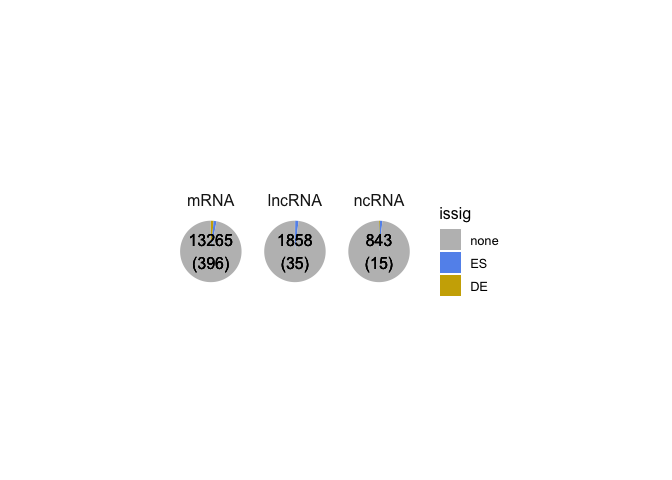 mRNA lncRNA ncRNA
13265 1858 843
(396) (35) (15)
issig
none
ES
DE